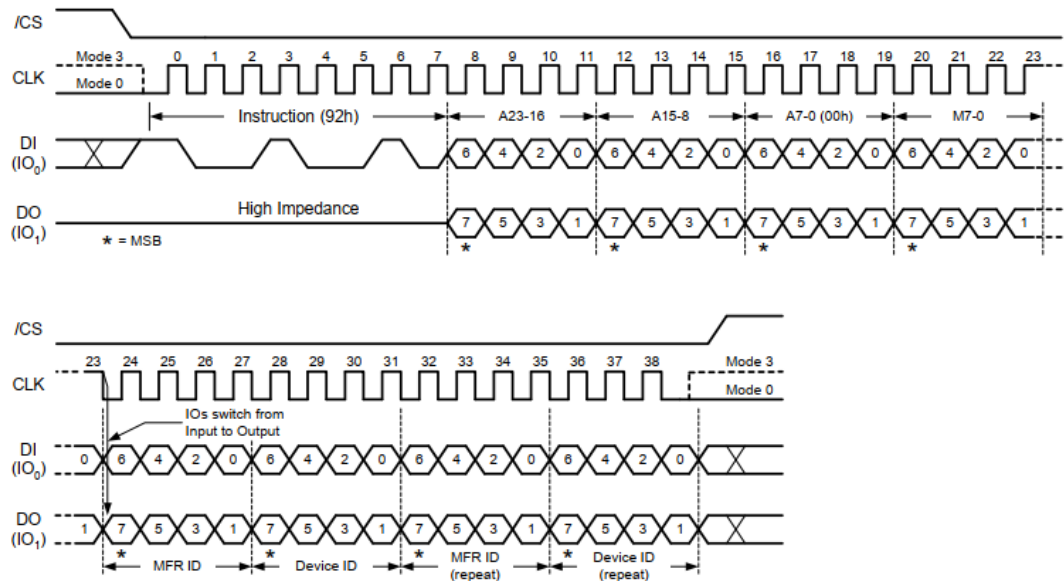 /CS
Mode 3 0 1 2 3 4 5 6 7 8 9 10 11 12 13 14 15 16 17 18 19 20 21 22 23
CLK
Mode 0
Instruction (92h) A23-16 A15-8 A7-0 (00h) M7-0
DI
(IO0)
6 4 2 0 6 4 2 0 6 4 2 0 6 4 2 0
High Impedance
DO
(IO1)
7 5 3 1 7 5 3 1 7 5 3 1 7 5 3 1
* = MSB
* * * *
/CS
23 24 25 26 27 28 29 30 31 32 33 34 35 36 37 38 Mode 3
CLK
Mode 0
IOs switch from
Input to Output
DI
(IO0)
0 6 4 2 0 6 4 2 0 6 4 2 0 6 4 2 0
DO
(IO1)
1 7 5 3 1 7 5 3 1 7 5 3 1 7 5 3 1
* * * *
MFR ID Device ID MFR ID
(repeat)
Device ID
(repeat)